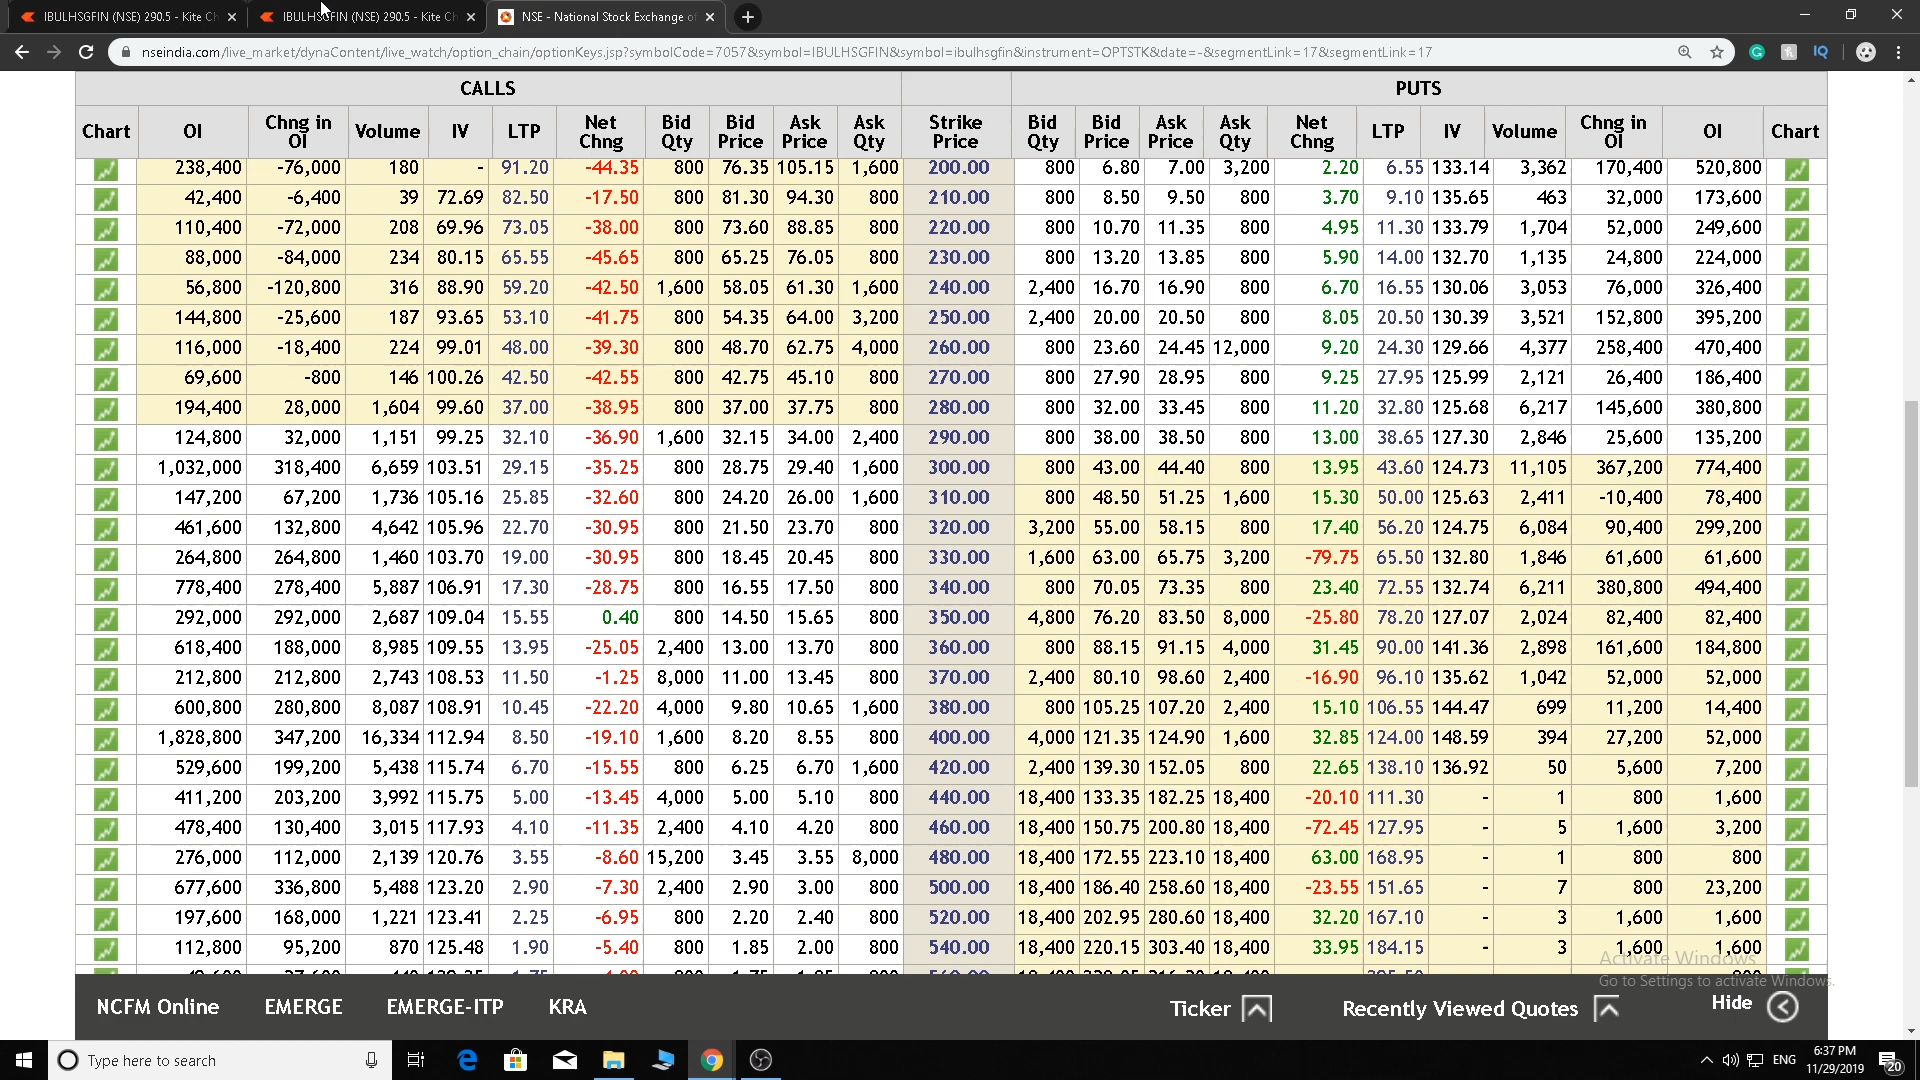 IBULHSGFIN (NSE) 290.5 - Kite Ch
IBULHSGFIN (NSE) 290.5 - Kite Ch
NSE - National Stock Exchange of
nseindia.com/live_market/dynaContent/live_watch/option_chain/optionKeys.jsp?symbolCode=7057&symbol=IBULHSGFIN&symbol=ibulhsgfin&instrument=OPTSTK&date=-&segmentLink=17&segmentLink=17
CALLS PUTS
Chart OI Chng in OI Volume IV LTP Net Chng Bid Qty Bid Price Ask Price Ask Qty Strike Price Bid Qty Bid Price Ask Price Ask Qty Net Chng LTP IV Volume Chng in OI OI Chart
238,400 -76,000 180 - 91.20 -44.35 800 76.35 105.15 1,600 200.00 800 6.80 7.00 3,200 2.20 6.55 133.14 3,362 170,400 520,800
42,400 -6,400 39 72.69 82.50 -17.50 800 81.30 94.30 800 210.00 800 8.50 9.50 800 3.70 9.10 135.65 463 32,000 173,600
110,400 -72,000 208 69.96 73.05 -38.00 800 73.60 88.85 800 220.00 800 10.70 11.35 800 4.95 11.30 133.79 1,704 52,000 249,600
88,000 -84,000 234 80.15 65.55 -45.65 800 65.25 76.05 800 230.00 800 13.20 13.85 800 5.90 14.00 132.70 1,135 24,800 224,000
56,800 -120,800 316 88.90 59.20 -42.50 1,600 58.05 61.30 1,600 240.00 2,400 16.70 16.90 800 6.70 16.55 130.06 3,053 76,000 326,400
144,800 -25,600 187 93.65 53.10 -41.75 800 54.35 64.00 3,200 250.00 2,400 20.00 20.50 800 8.05 20.50 130.39 3,521 152,800 395,200
116,000 -18,400 224 99.01 48.00 -39.30 800 48.70 62.75 4,000 260.00 800 23.60 24.45 12,000 9.20 24.30 129.66 4,377 258,400 470,400
69,600 -800 146 100.26 42.50 -42.55 800 42.75 45.10 800 270.00 800 27.90 28.95 800 9.25 27.95 125.99 2,121 26,400 186,400
194,400 28,000 1,604 99.60 37.00 -38.95 800 37.00 37.75 800 280.00 800 32.00 33.45 800 11.20 32.80 125.68 6,217 145,600 380,800
124,800 32,000 1,151 99.25 32.10 -36.90 1,600 32.15 34.00 2,400 290.00 800 38.00 38.50 800 13.00 38.65 127.30 2,846 25,600 135,200
1,032,000 318,400 6,659 103.51 29.15 -35.25 800 28.75 29.40 1,600 300.00 800 43.00 44.40 800 13.95 43.60 124.73 11,105 367,200 774,400
147,200 67,200 1,736 105.16 25.85 -32.60 800 24.20 26.00 1,600 310.00 800 48.50 51.25 1,600 15.30 50.00 125.63 2,411 -10,400 78,400
461,600 132,800 4,642 105.96 22.70 -30.95 800 21.50 23.70 800 320.00 3,200 55.00 58.15 800 17.40 56.20 124.75 6,084 90,400 299,200
264,800 264,800 1,460 103.70 19.00 -30.95 800 18.45 20.45 800 330.00 1,600 63.00 65.75 3,200 -79.75 65.50 132.80 1,846 61,600 61,600
778,400 278,400 5,887 106.91 17.30 -28.75 800 16.55 17.50 800 340.00 800 70.05 73.35 800 23.40 72.55 132.74 6,211 380,800 494,400
292,000 292,000 2,687 109.04 15.55 0.40 800 14.50 15.65 800 350.00 4,800 76.20 83.50 8,000 -25.80 78.20 127.07 2,024 82,400 82,400
618,400 188,000 8,985 109.55 13.95 -25.05 2,400 13.00 13.70 800 360.00 800 88.15 91.15 4,000 31.45 90.00 141.36 2,898 161,600 184,800
212,800 212,800 2,743 108.53 11.50 -1.25 8,000 11.00 13.45 800 370.00 2,400 80.10 98.60 2,400 -16.90 96.10 135.62 1,042 52,000 52,000
600,800 280,800 8,087 108.91 10.45 -22.20 4,000 9.80 10.65 1,600 380.00 800 105.25 107.20 2,400 15.10 106.55 144.47 699 11,200 14,400
1,828,800 347,200 16,334 112.94 8.50 -19.10 1,600 8.20 8.55 800 400.00 4,000 121.35 124.90 1,600 32.85 124.00 148.59 394 27,200 52,000
529,600 199,200 5,438 115.74 6.70 -15.55 800 6.25 6.70 1,600 420.00 2,400 139.30 152.05 800 22.65 138.10 136.92 50 5,600 7,200
411,200 203,200 3,992 115.75 5.00 -13.45 4,000 5.00 5.10 800 440.00 18,400 133.35 182.25 18,400 -20.10 111.30 - 1 800 1,600
478,400 130,400 3,015 117.93 4.10 -11.35 2,400 4.10 4.20 800 460.00 18,400 150.75 200.80 18,400 -72.45 127.95 - 5 1,600 3,200
276,000 112,000 2,139 120.76 3.55 -8.60 15,200 3.45 3.55 8,000 480.00 18,400 172.55 223.10 18,400 63.00 168.95 - 1 800 800
677,600 336,800 5,488 123.20 2.90 -7.30 2,400 2.90 3.00 800 500.00 18,400 186.40 258.60 18,400 -23.55 151.65 - 7 800 23,200
197,600 168,000 1,221 123.41 2.25 -6.95 800 2.20 2.40 800 520.00 18,400 202.95 280.60 18,400 32.20 167.10 - 3 1,600 1,600
112,800 95,200 870 125.48 1.90 -5.40 800 1.85 2.00 800 540.00 18,400 220.15 303.40 18,400 33.95 184.15 - 3 1,600 1,600
Activate Windows
Go to Settings to activate Windows.
NCFM Online EMERGE EMERGE-ITP KRA Ticker Recently Viewed Quotes Hide
Type here to search
ENG
6:37 PM
11/29/2019
20